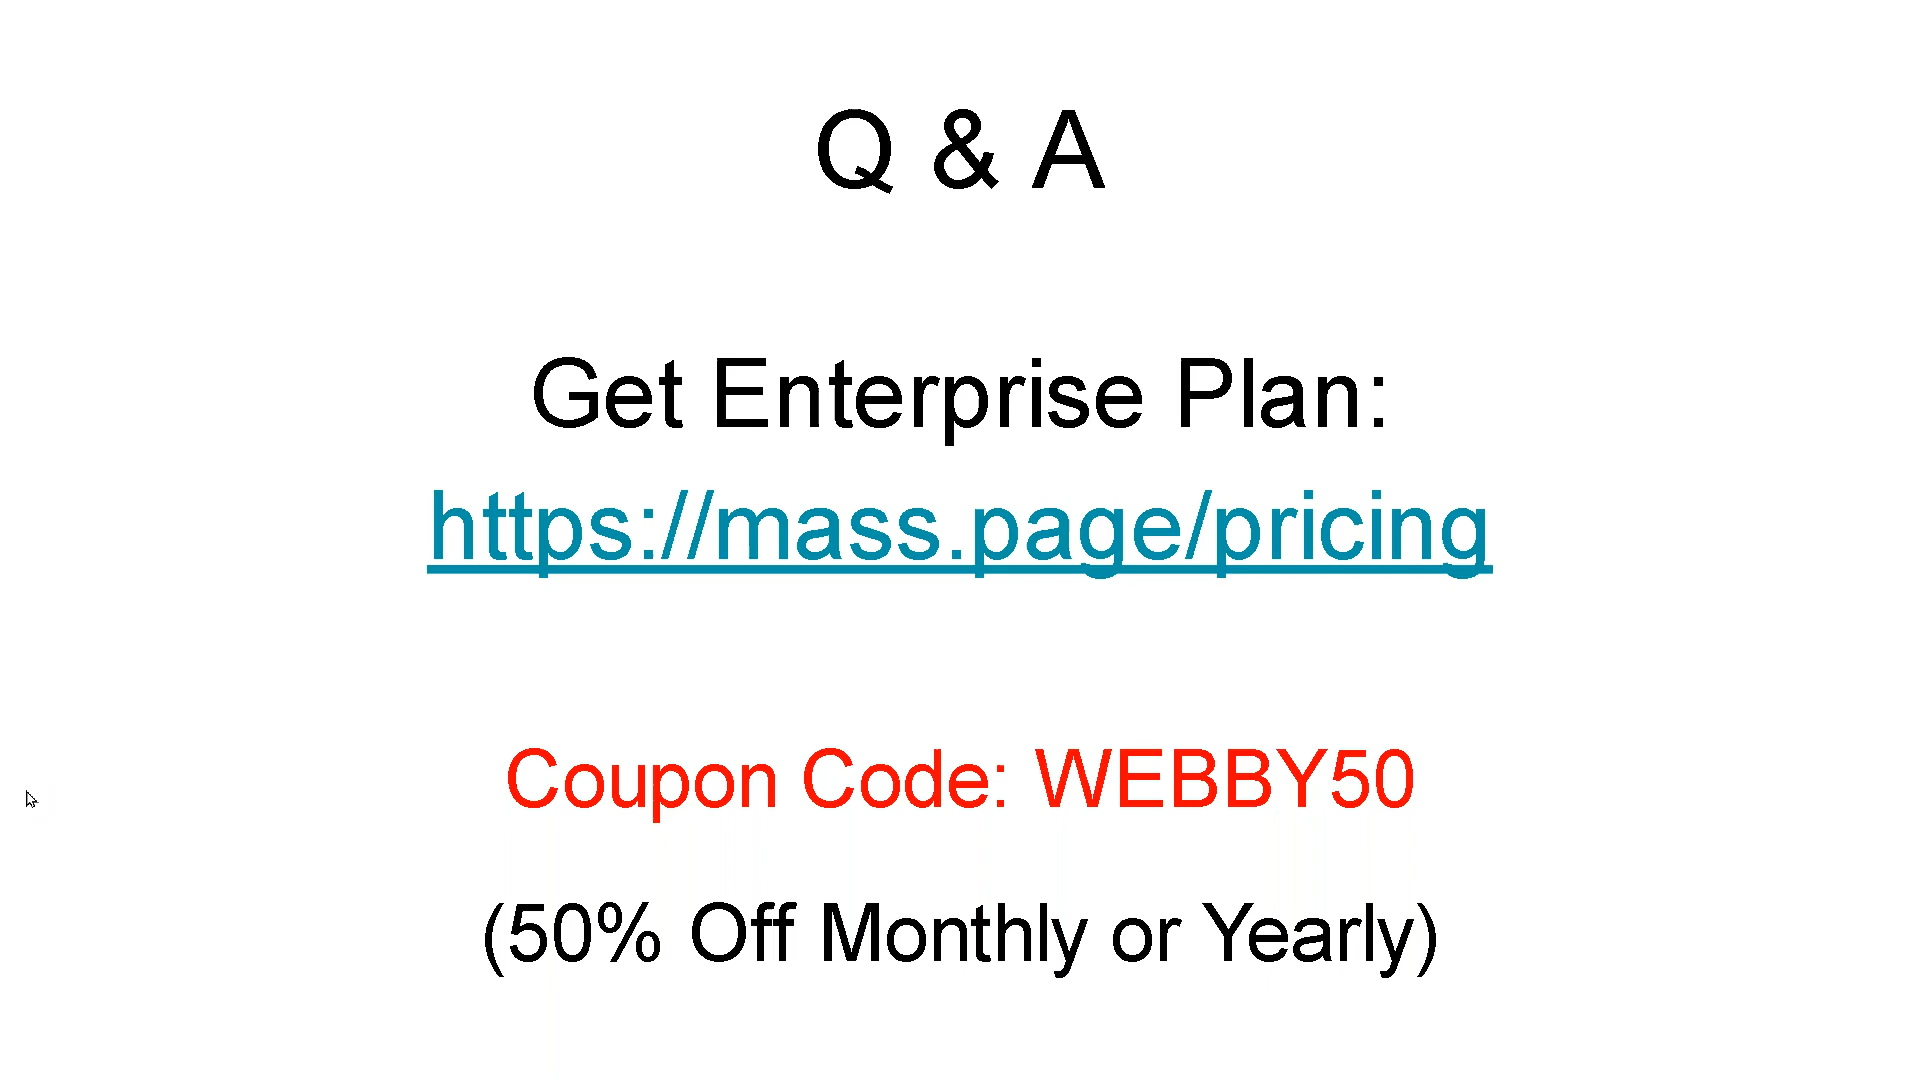 Q & A
Get Enterprise Plan:
https://mass.page/pricing
Coupon Code: WEBBY50
(50% Off Monthly or Yearly)